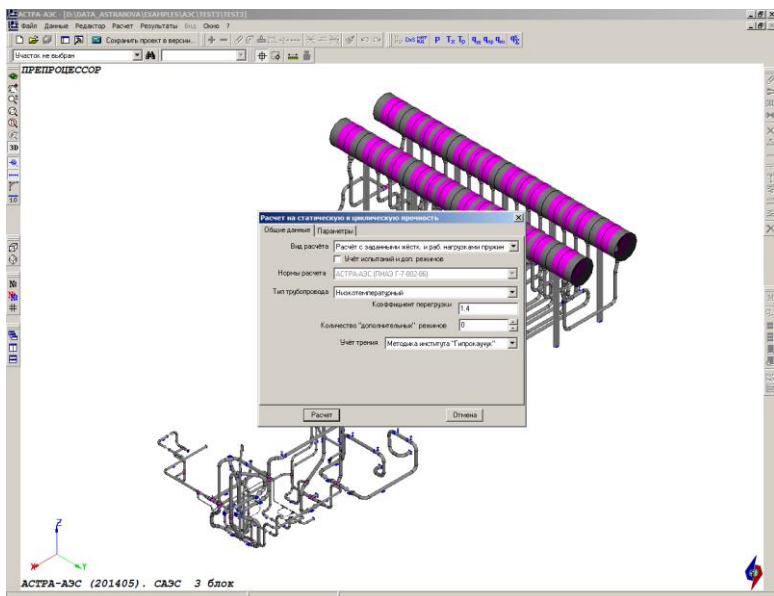 АСТРА-АЭС - [D:\DATA_ASTRANOVA\EXAMPLES\АЭС\TEST3\TEST3]
Файл Данные Редактор Расчет Результаты Вид Окно ?
Сохранить проект в версии...
P
Участок не выбран
ПРЕПРОЦЕССОР
3D
Расчет на статическую и циклическую прочность
Общие данные Параметры
Вид расчёта Расчёт с заданными жёстк. и раб. нагрузками пружин
Учёт испытаний и доп. режимов
Нормы расчета АСТРА-АЭС (ПНАЭ Г-7-002-86)
Тип трубопровода Низкотемпературный
Коэффициент перегрузки 1.4
Количество "дополнительных" режимов 0
Учёт трения Методика института "Гипрокаучук"
Расчет Отмена
Z
X Y
АСТРА-АЭС (201405). САЭС 3 блок